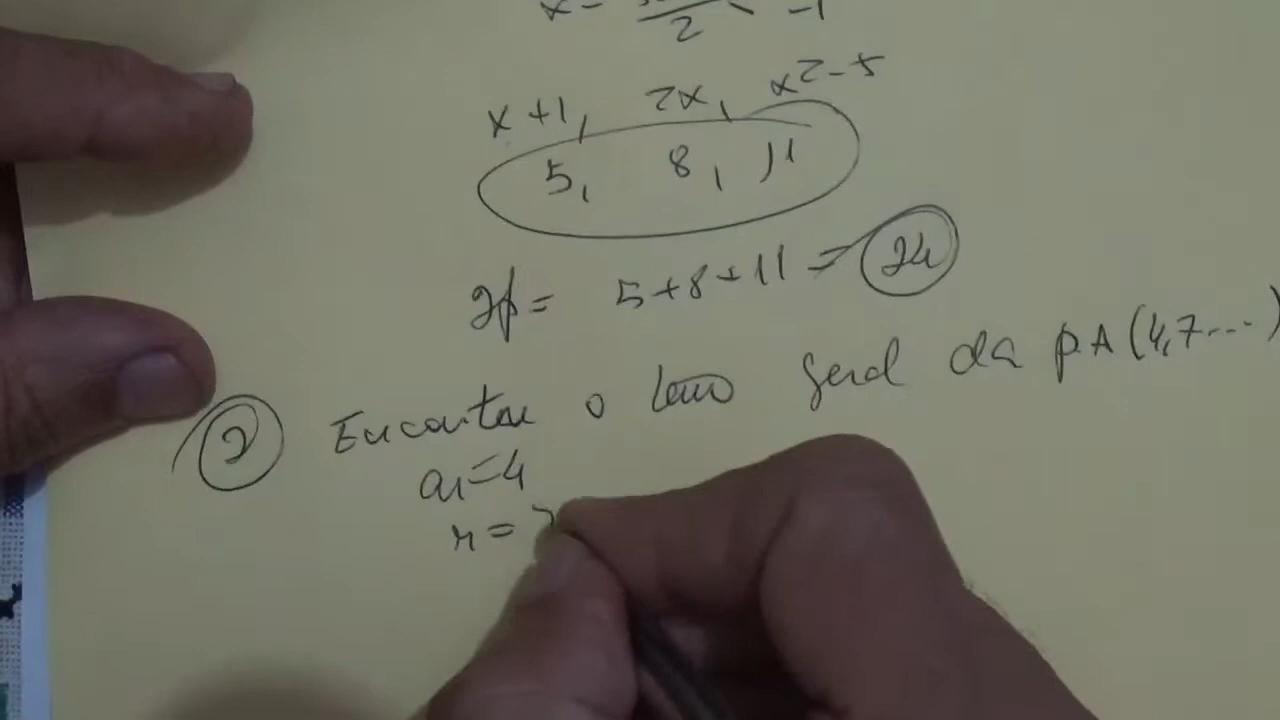 x+1, 2x, x²-5
5, 8, 11
2p = 5+8+11 = 24
2 Encontrar o termo geral da PA (4,7...)
a1=4
r=